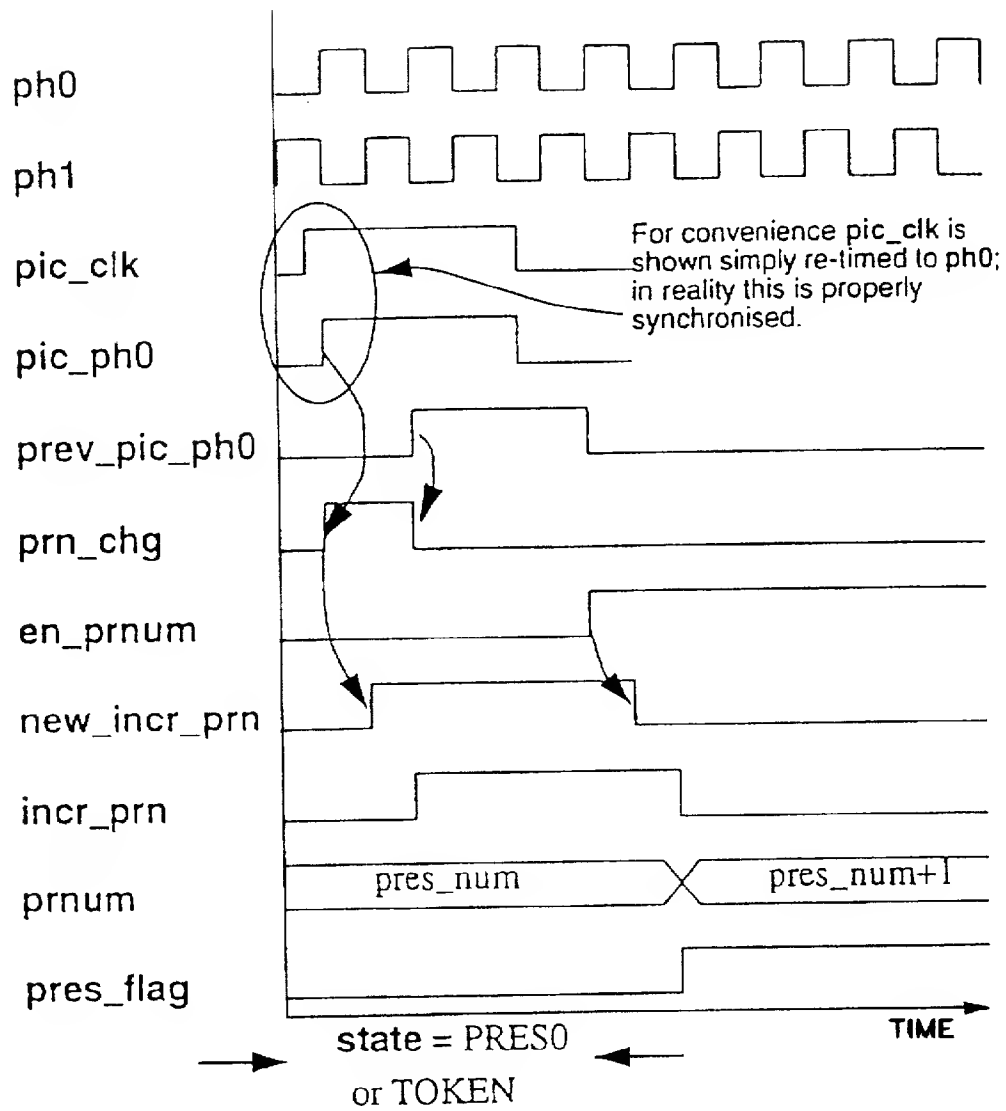 ph0
ph1
pic_clk
For convenience pic_clk is
shown simply re-timed to ph0;
in reality this is properly
synchronised.
pic_ph0
prev_pic_ph0
prn_chg
en_prnum
new_incr_prn
incr_prn
prnum
pres_num
pres_num+1
pres_flag
TIME
state = PRES0
or TOKEN